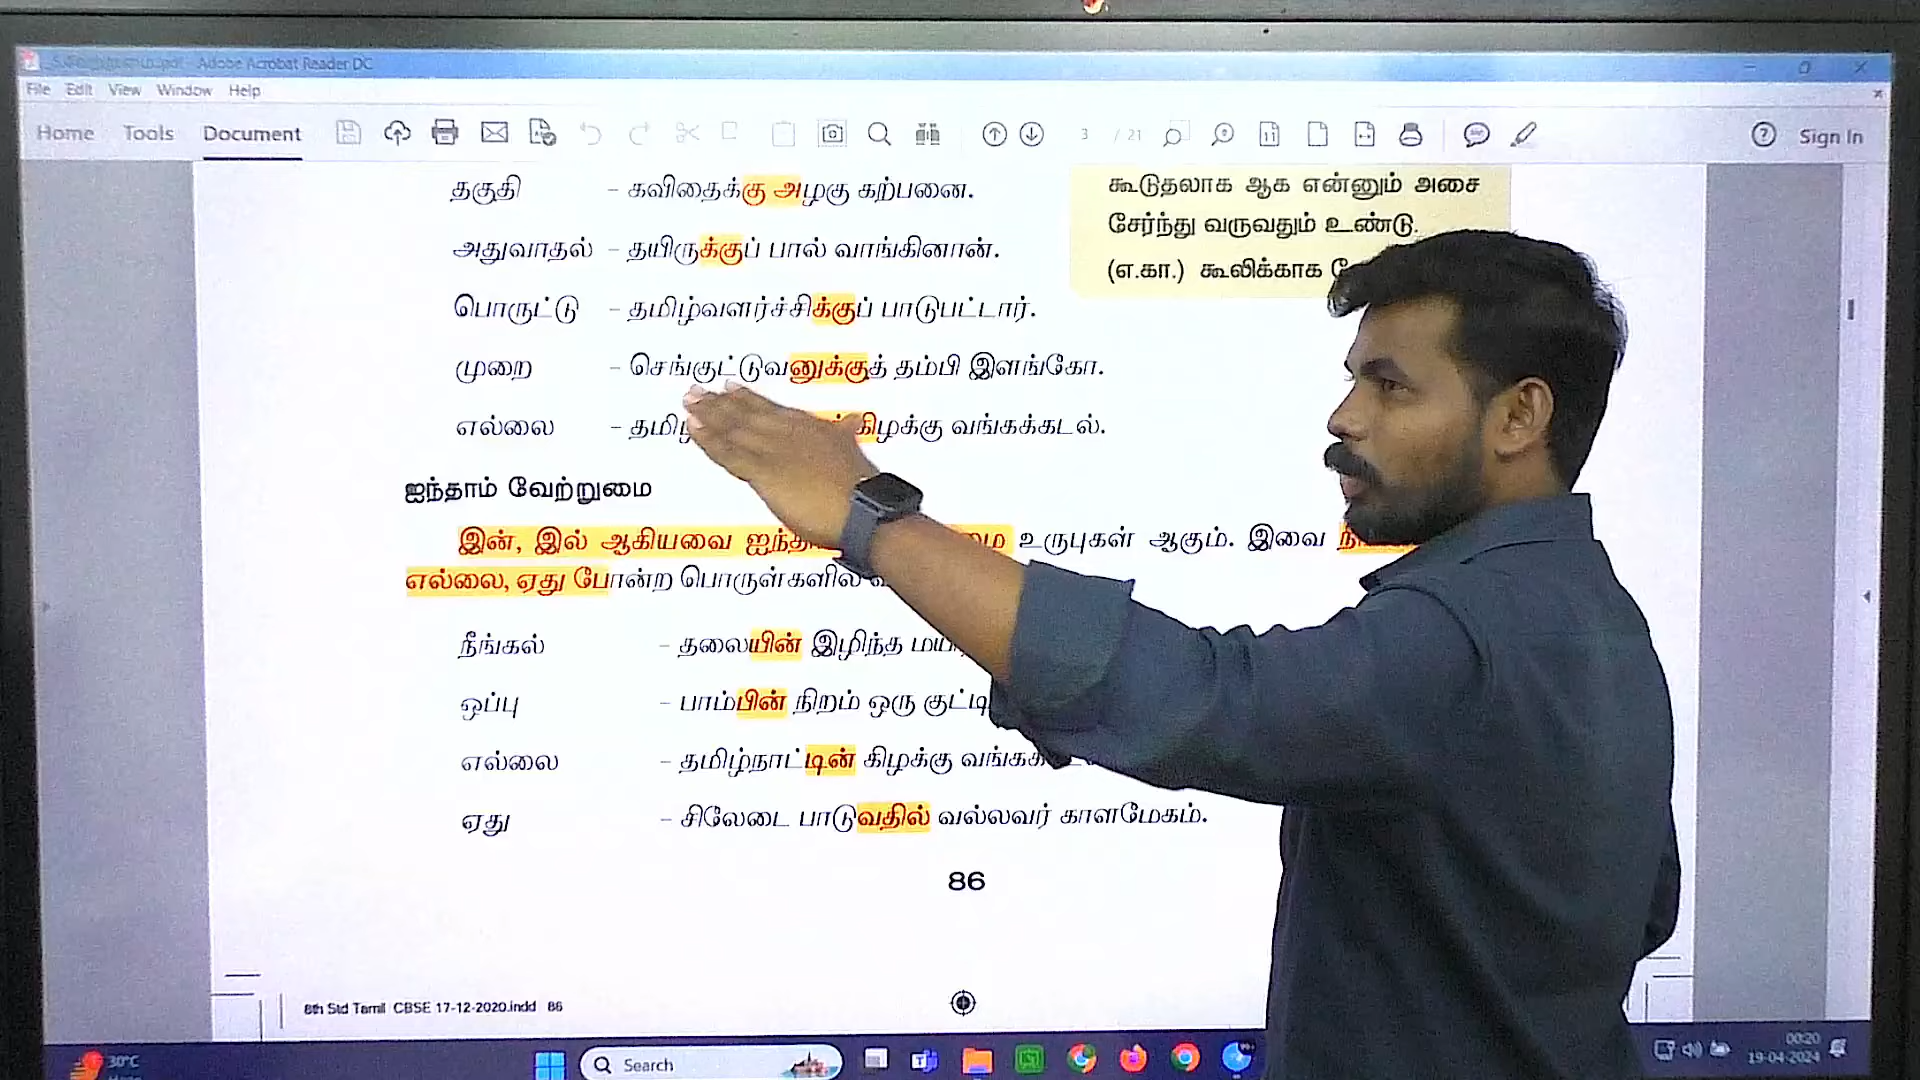 Adobe Acrobat Reader DC
File Edit View Window Help
Home Tools Document 3 / 21 Sign In
தகுதி – கவிதைக்கு அழகு கற்பனை.
அதுவாதல் – தயிருக்குப் பால் வாங்கினான்.
பொருட்டு – தமிழ்வளர்ச்சிக்குப் பாடுபட்டார்.
முறை – செங்குட்டுவனுக்குத் தம்பி இளங்கோ.
எல்லை – கிழக்கு வங்கக்கடல்.
கூடுதலாக ஆக என்னும் அசை
சேர்ந்து வருவதும் உண்டு.
(எ.கா.) கூலிக்காக
ஐந்தாம் வேற்றுமை
இன், இல் ஆகியவை உருபுகள் ஆகும். இவை
எல்லை, ஏது போன்ற பொருள்களில்
நீங்கல் – தலையின் இழிந்த
ஒப்பு – பாம்பின் நிறம் ஒரு
எல்லை – தமிழ்நாட்டின் கிழக்கு
ஏது – சிலேடை பாடுவதில் வல்லவர் காளமேகம்.
86
8th Std Tamil CBSE 17-12-2020.indd 86
30°C
Search
00:20
19-04-2024